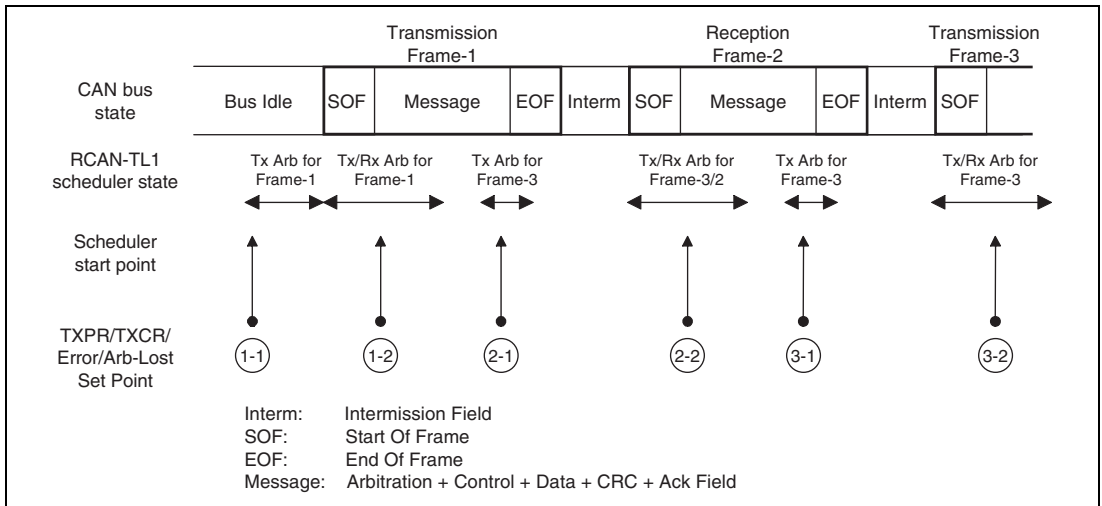 Transmission
Frame-1
Reception
Frame-2
Transmission
Frame-3
CAN bus
state
Bus Idle
SOF
Message
EOF
Interm
SOF
Message
EOF
Interm
SOF
RCAN-TL1
scheduler state
Tx Arb for
Frame-1
Tx/Rx Arb for
Frame-1
Tx Arb for
Frame-3
Tx/Rx Arb for
Frame-3/2
Tx Arb for
Frame-3
Tx/Rx Arb for
Frame-3
Scheduler
start point
TXPR/TXCR/
Error/Arb-Lost
Set Point
1-1
1-2
2-1
2-2
3-1
3-2
Interm: Intermission Field
SOF: Start Of Frame
EOF: End Of Frame
Message: Arbitration + Control + Data + CRC + Ack Field